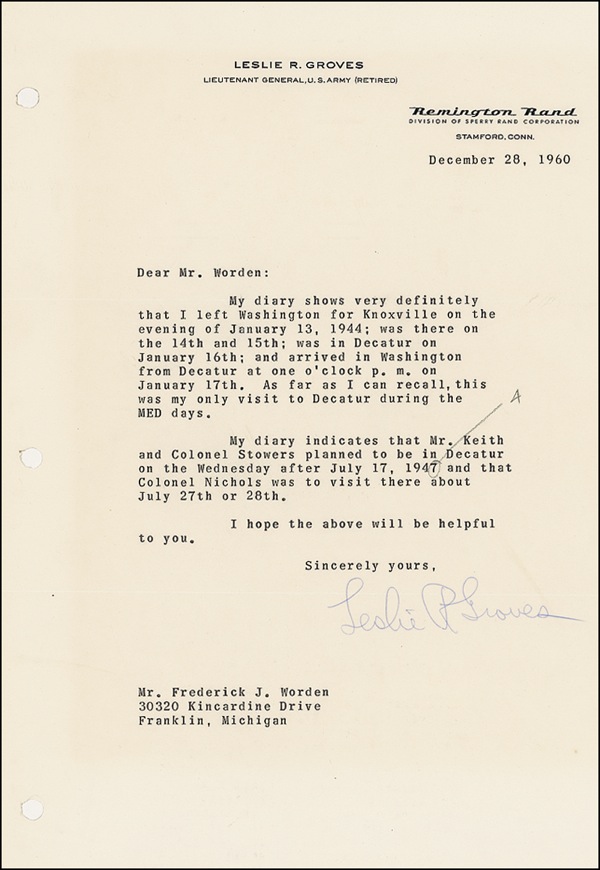 LESLIE R. GROVES
LIEUTENANT GENERAL, U.S. ARMY (RETIRED)
Remington Rand
DIVISION OF SPERRY RAND CORPORATION
STAMFORD, CONN.
December 28, 1960
Dear Mr. Worden:
My diary shows very definitely
that I left Washington for Knoxville on the
evening of January 13, 1944; was there on
the 14th and 15th; was in Decatur on
January 16th; and arrived in Washington
from Decatur at one o'clock p. m. on
January 17th. As far as I can recall, this
was my only visit to Decatur during the
MED days.
4
My diary indicates that Mr. Keith
and Colonel Stowers planned to be in Decatur
on the Wednesday after July 17, 1947 and that
Colonel Nichols was to visit there about
July 27th or 28th.
I hope the above will be helpful
to you.
Sincerely yours,
Leslie R Groves
Mr. Frederick J. Worden
30320 Kincardine Drive
Franklin, Michigan